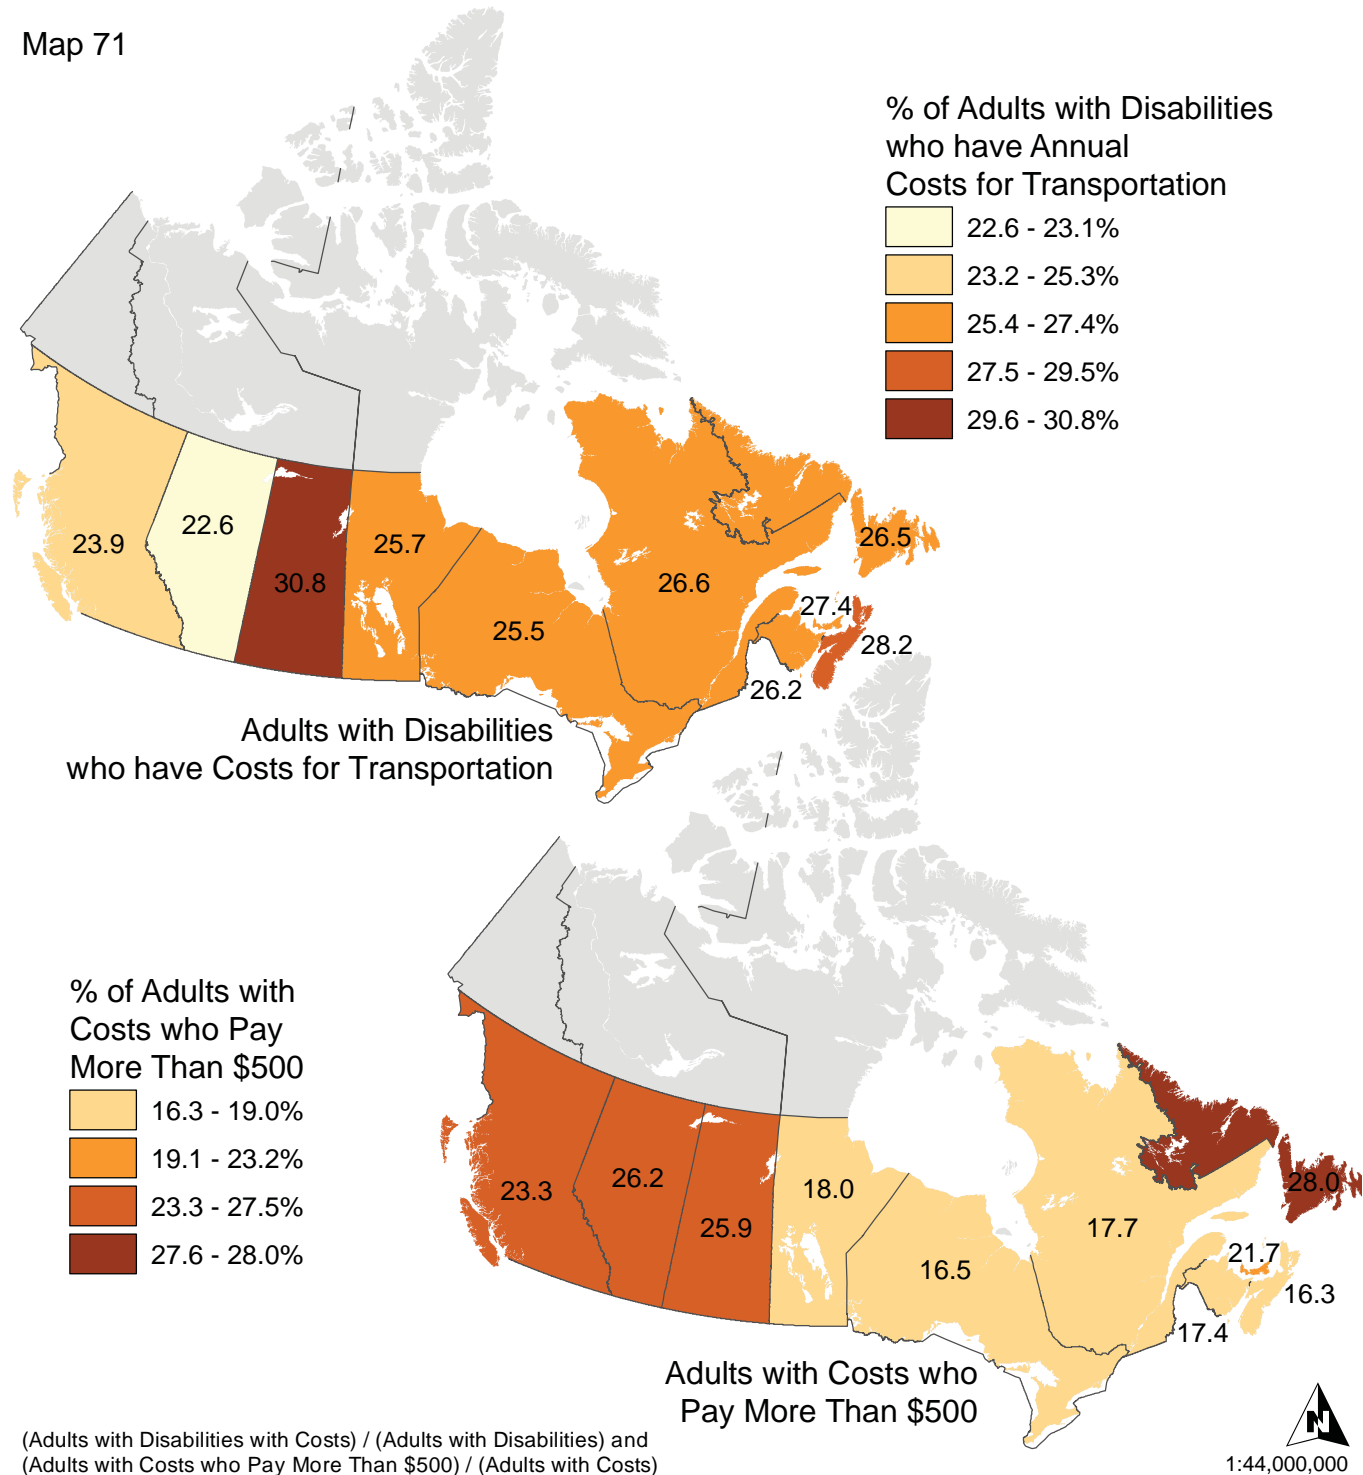 Map 71
% of Adults with Disabilities
who have Annual
Costs for Transportation
22.6 - 23.1%
23.2 - 25.3%
25.4 - 27.4%
27.5 - 29.5%
29.6 - 30.8%
23.9
22.6
30.8
25.7
25.5
26.6
26.5
27.4
28.2
26.2
Adults with Disabilities
who have Costs for Transportation
% of Adults with
Costs who Pay
More Than $500
16.3 - 19.0%
19.1 - 23.2%
23.3 - 27.5%
27.6 - 28.0%
23.3
26.2
25.9
18.0
16.5
17.7
28.0
21.7
16.3
17.4
Adults with Costs who
Pay More Than $500
(Adults with Disabilities with Costs) / (Adults with Disabilities) and
(Adults with Costs who Pay More Than $500) / (Adults with Costs)
N
1:44,000,000